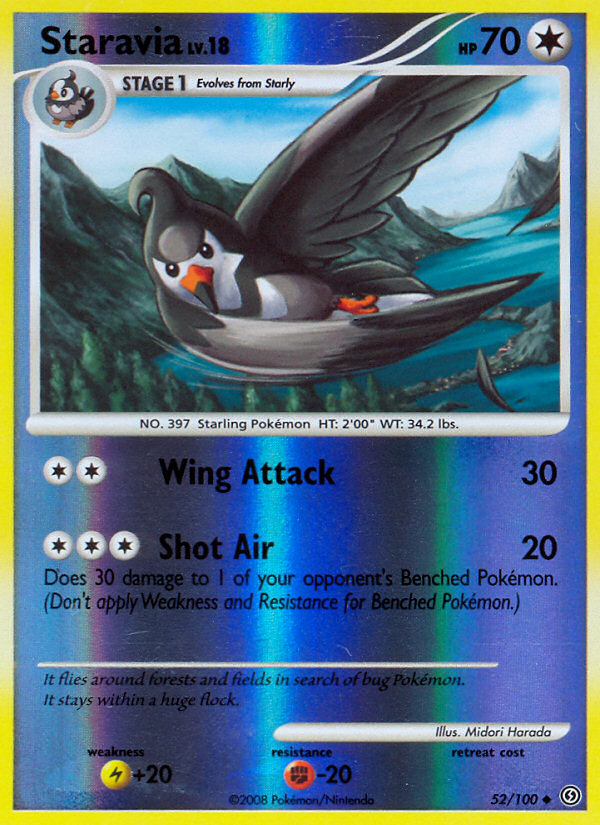 Staravia LV.18
HP 70
STAGE 1 Evolves from Starly
NO. 397 Starling Pokémon HT: 2'00" WT: 34.2 lbs.
Wing Attack 30
Shot Air 20
Does 30 damage to 1 of your opponent's Benched Pokémon.
(Don't apply Weakness and Resistance for Benched Pokémon.)
It flies around forests and fields in search of bug Pokémon.
It stays within a huge flock.
Illus. Midori Harada
weakness resistance retreat cost
+20 -20
©2008 Pokémon/Nintendo 52/100